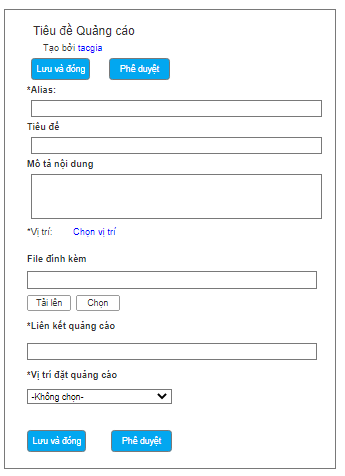 Tiêu đề Quảng cáo
Tạo bởi tacgia
Lưu và đóng Phê duyệt
*Alias:
Tiêu đề
Mô tả nội dung
*Vị trí: Chọn vị trí
File đính kèm
Tải lên Chọn
*Liên kết quảng cáo
*Vị trí đặt quảng cáo
-Không chọn-
Lưu và đóng Phê duyệt